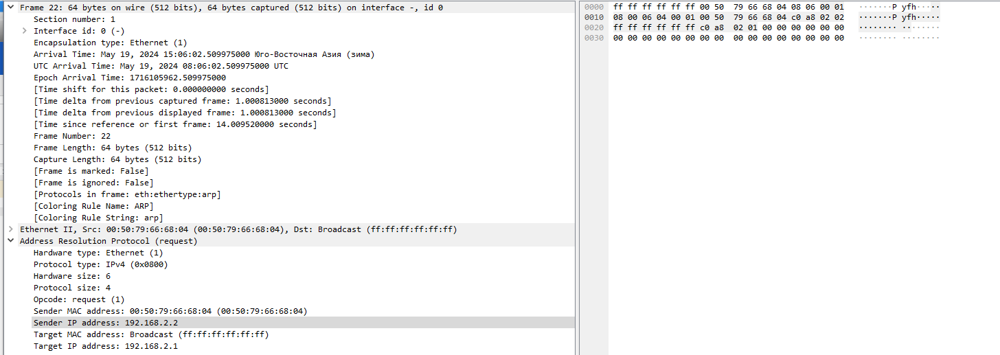 Frame 22: 64 bytes on wire (512 bits), 64 bytes captured (512 bits) on interface -, id 0
Section number: 1
Interface id: 0 (-)
Encapsulation type: Ethernet (1)
Arrival Time: May 19, 2024 15:06:02.509975000 Юго-Восточная Азия (зима)
UTC Arrival Time: May 19, 2024 08:06:02.509975000 UTC
Epoch Arrival Time: 1716105962.509975000
[Time shift for this packet: 0.000000000 seconds]
[Time delta from previous captured frame: 1.000813000 seconds]
[Time delta from previous displayed frame: 1.000813000 seconds]
[Time since reference or first frame: 14.009520000 seconds]
Frame Number: 22
Frame Length: 64 bytes (512 bits)
Capture Length: 64 bytes (512 bits)
[Frame is marked: False]
[Frame is ignored: False]
[Protocols in frame: eth:ethertype:arp]
[Coloring Rule Name: ARP]
[Coloring Rule String: arp]
Ethernet II, Src: 00:50:79:66:68:04 (00:50:79:66:68:04), Dst: Broadcast (ff:ff:ff:ff:ff:ff)
Address Resolution Protocol (request)
Hardware type: Ethernet (1)
Protocol type: IPv4 (0x0800)
Hardware size: 6
Protocol size: 4
Opcode: request (1)
Sender MAC address: 00:50:79:66:68:04 (00:50:79:66:68:04)
Sender IP address: 192.168.2.2
Target MAC address: Broadcast (ff:ff:ff:ff:ff:ff)
Target IP address: 192.168.2.1
0000 ff ff ff ff ff ff 00 50 79 66 68 04 08 06 00 01 ·······P yfh·····
0010 08 00 06 04 00 01 00 50 79 66 68 04 c0 a8 02 02 ·······P yfh·····
0020 ff ff ff ff ff ff c0 a8 02 01 00 00 00 00 00 00 ········ ········
0030 00 00 00 00 00 00 00 00 00 00 00 00 00 00 00 00 ········ ········